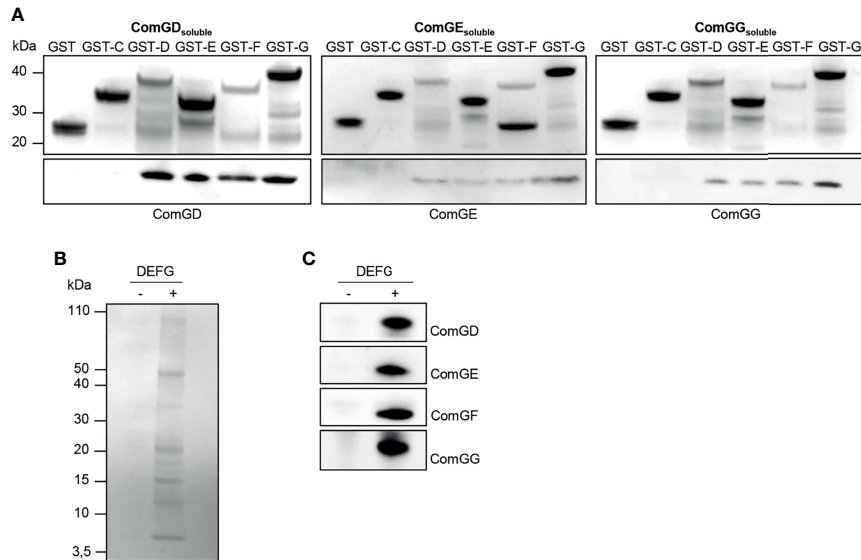 A
ComGDsoluble ComGEsoluble ComGGsoluble
kDa GST GST-C GST-D GST-E GST-F GST-G GST GST-C GST-D GST-E GST-F GST-G GST GST-C GST-D GST-E GST-F GST-G
40
30
20
ComGD ComGE ComGG
B C
DEFG DEFG
kDa - + - +
110
ComGD
50
40
ComGE
30
ComGF
20
ComGG
15
10
3,5